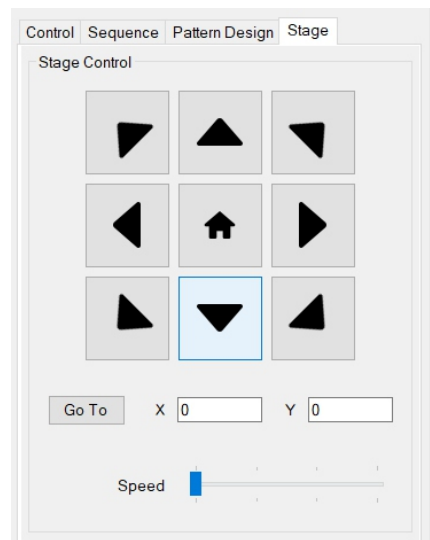 Control Sequence Pattern Design Stage
Stage Control
Go To X 0 Y 0
Speed